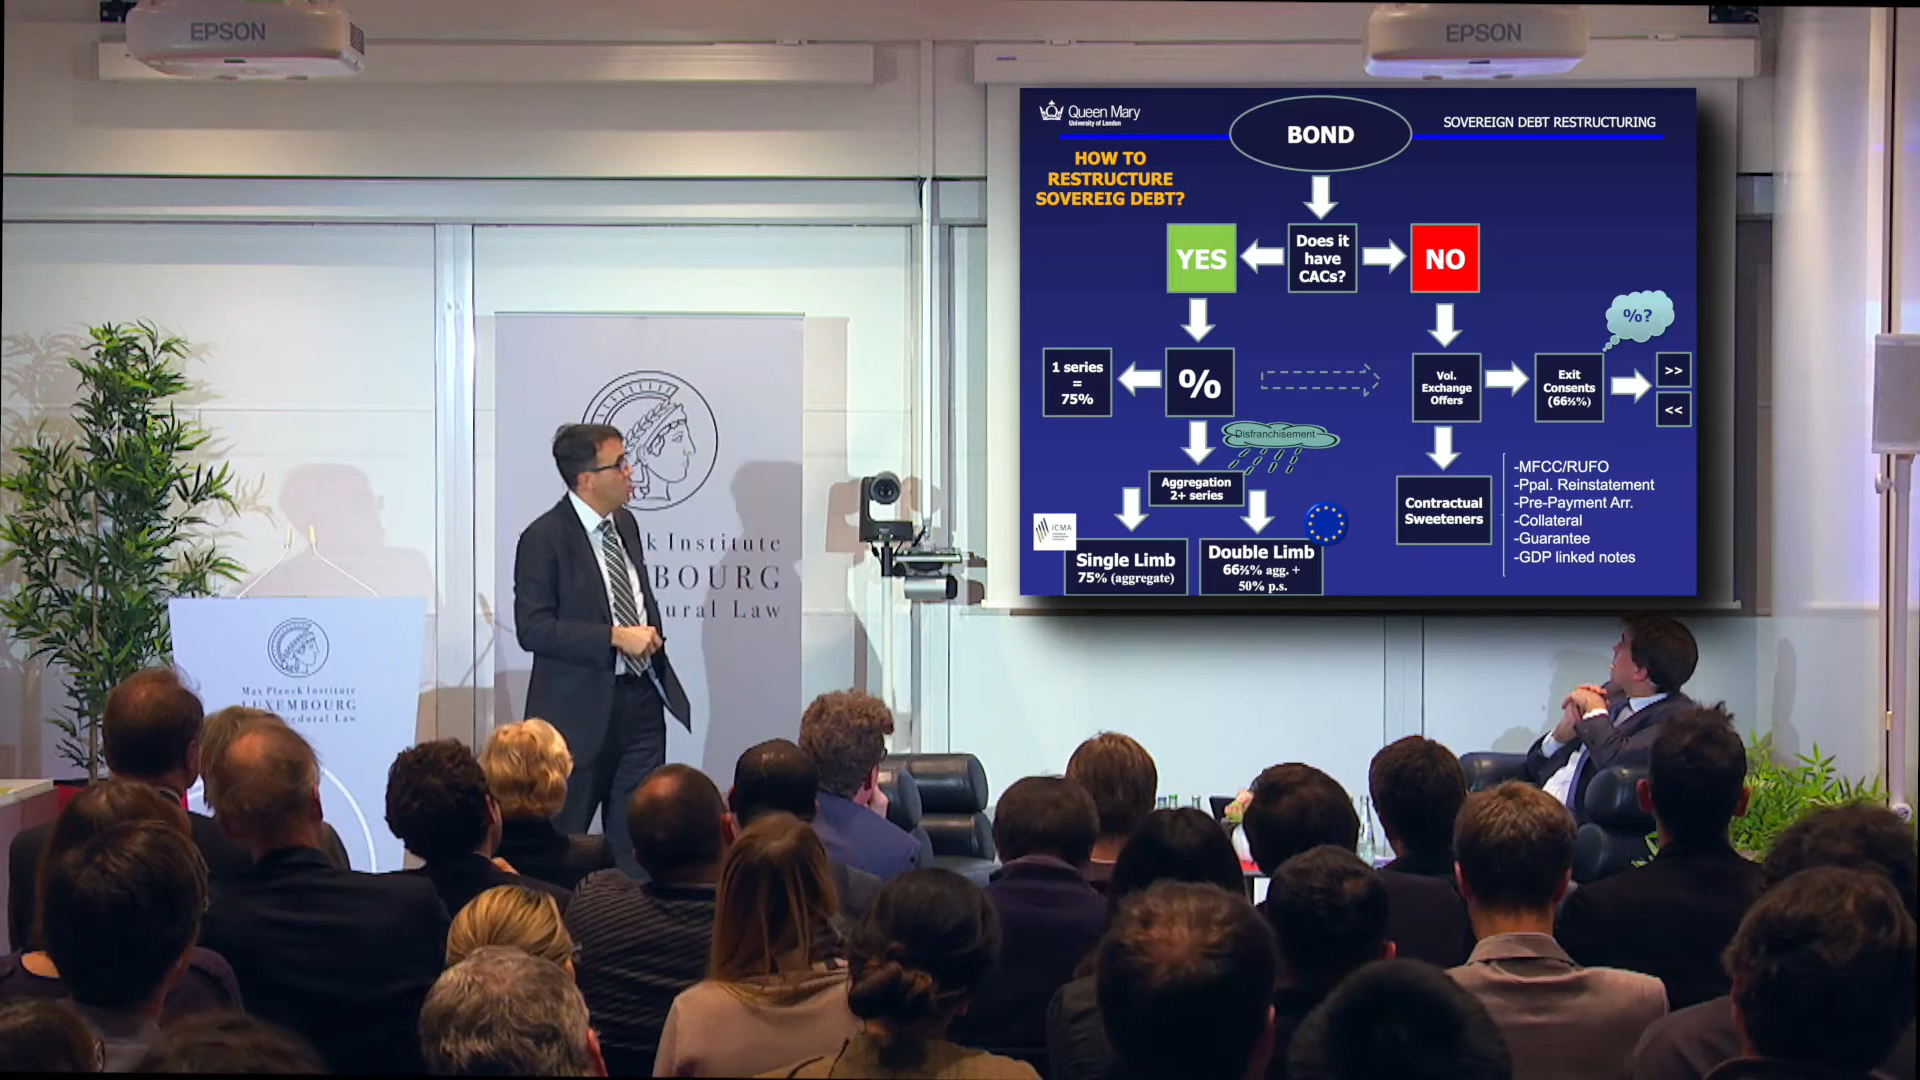 EPSON
EPSON
Queen Mary
University of London
SOVEREIGN DEBT RESTRUCTURING
BOND
HOW TO
RESTRUCTURE
SOVEREIG DEBT?
YES
Does it
have
CACs?
NO
%?
1 series
=
75%
%
Vol.
Exchange
Offers
Exit
Consents
(66⅔%)
>>
<<
Disfranchisement
Aggregation
2+ series
Contractual
Sweeteners
-MFCC/RUFO
-Ppal. Reinstatement
-Pre-Payment Arr.
-Collateral
-Guarantee
-GDP linked notes
ICMA
Single Limb
75% (aggregate)
Double Limb
66⅔% agg. +
50% p.s.
k Institute
BOURG
ural Law
Max Planck Institute
LUXEMBOURG
cedural Law